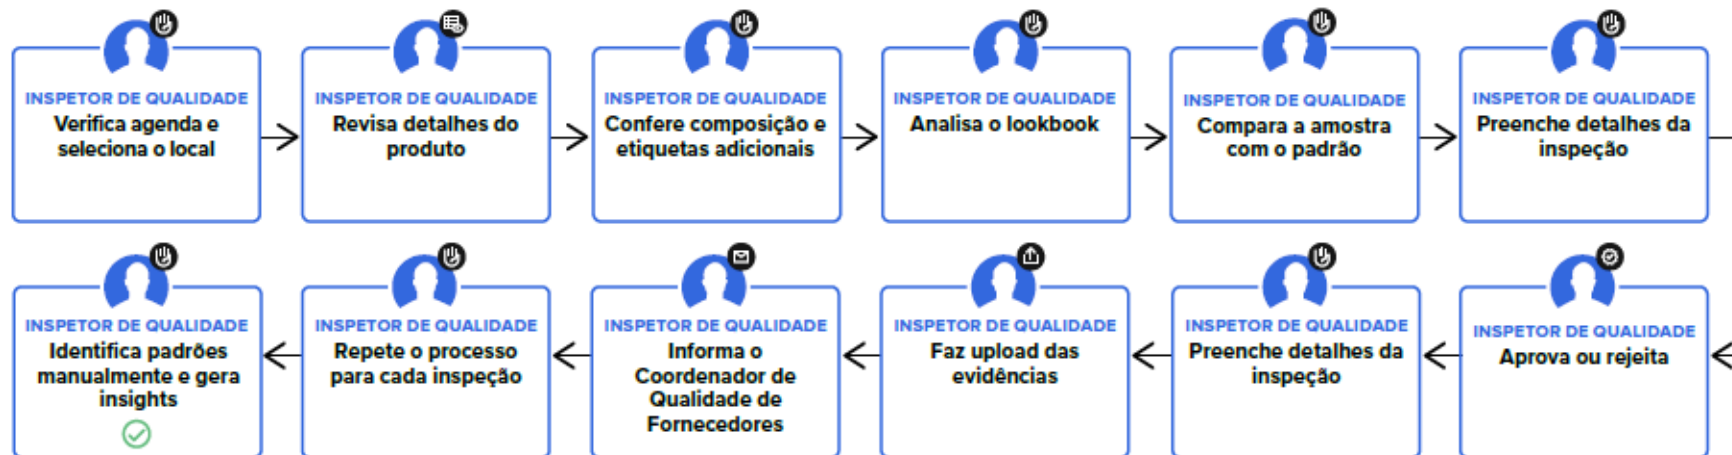 INSPETOR DE QUALIDADE
Verifica agenda e
seleciona o local
INSPETOR DE QUALIDADE
Revisa detalhes do
produto
INSPETOR DE QUALIDADE
Confere composição e
etiquetas adicionais
INSPETOR DE QUALIDADE
Analisa o lookbook
INSPETOR DE QUALIDADE
Compara a amostra
com o padrão
INSPETOR DE QUALIDADE
Preenche detalhes da
inspeção
INSPETOR DE QUALIDADE
Aprova ou rejeita
INSPETOR DE QUALIDADE
Preenche detalhes da
inspeção
INSPETOR DE QUALIDADE
Faz upload das
evidências
INSPETOR DE QUALIDADE
Informa o
Coordenador de
Qualidade de
Fornecedores
INSPETOR DE QUALIDADE
Repete o processo
para cada inspeção
INSPETOR DE QUALIDADE
Identifica padrões
manualmente e gera
insights